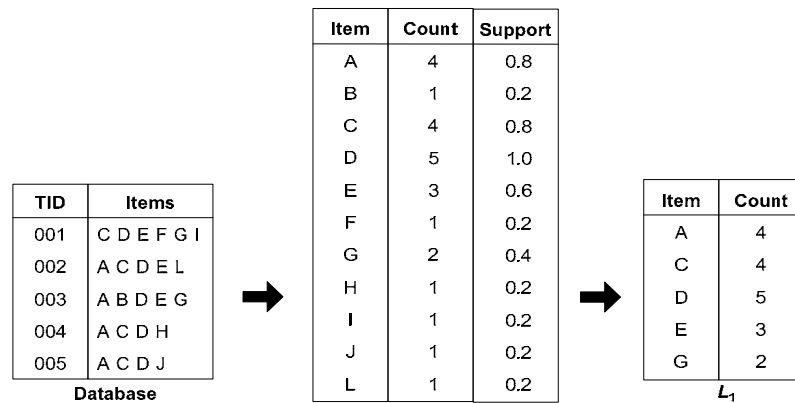 TID Items
001 C D E F G I
002 A C D E L
003 A B D E G
004 A C D H
005 A C D J
Database
Item Count Support
A 4 0.8
B 1 0.2
C 4 0.8
D 5 1.0
E 3 0.6
F 1 0.2
G 2 0.4
H 1 0.2
I 1 0.2
J 1 0.2
L 1 0.2
Item Count
A 4
C 4
D 5
E 3
G 2
L₁